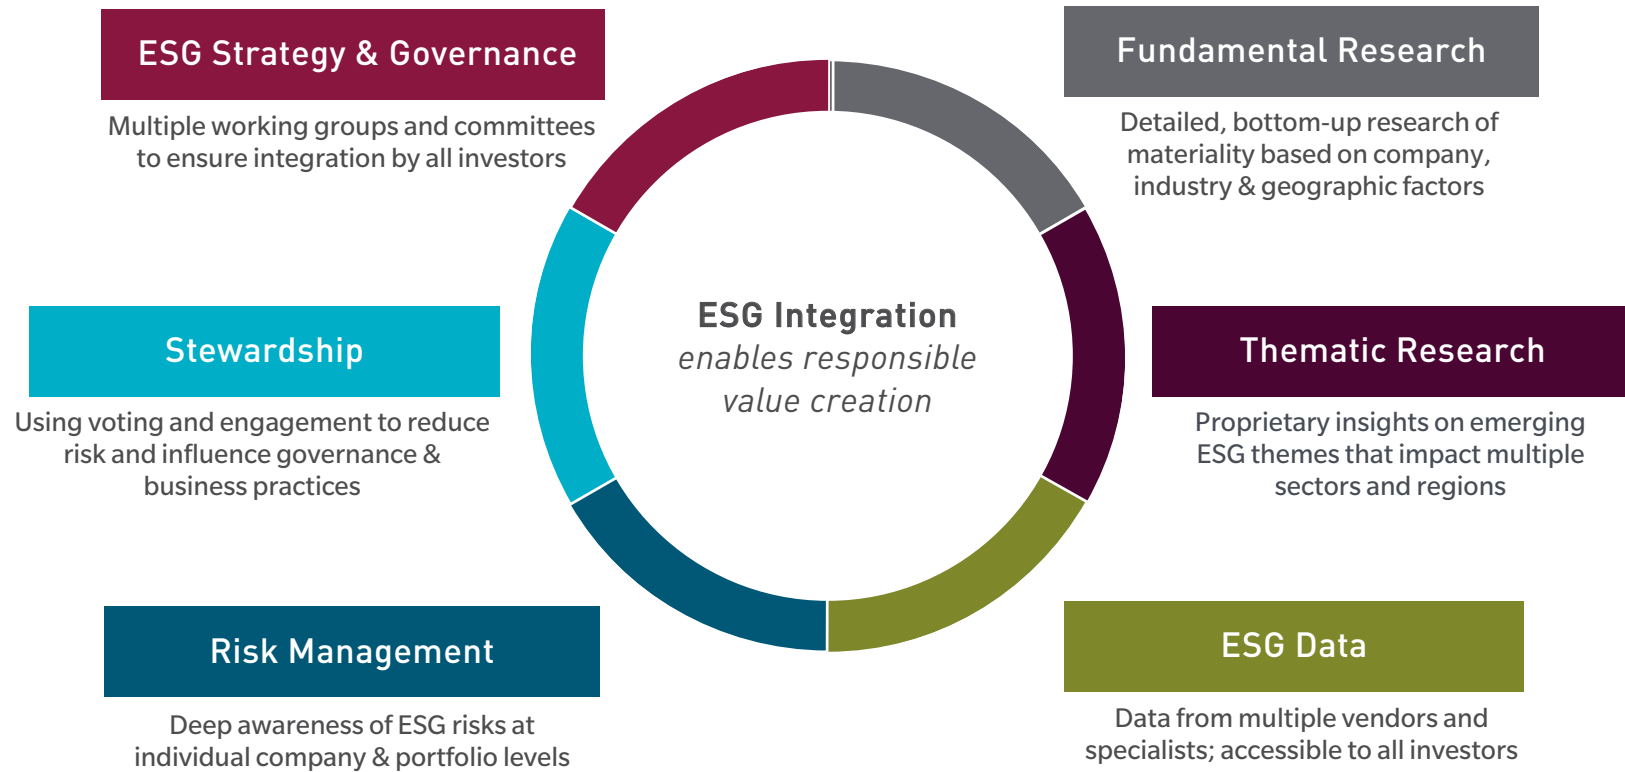 ESG Strategy & Governance
Multiple working groups and committees
to ensure integration by all investors
Fundamental Research
Detailed, bottom-up research of
materiality based on company,
industry & geographic factors
ESG Integration
enables responsible
value creation
Stewardship
Using voting and engagement to reduce
risk and influence governance &
business practices
Thematic Research
Proprietary insights on emerging
ESG themes that impact multiple
sectors and regions
Risk Management
Deep awareness of ESG risks at
individual company & portfolio levels
ESG Data
Data from multiple vendors and
specialists; accessible to all investors